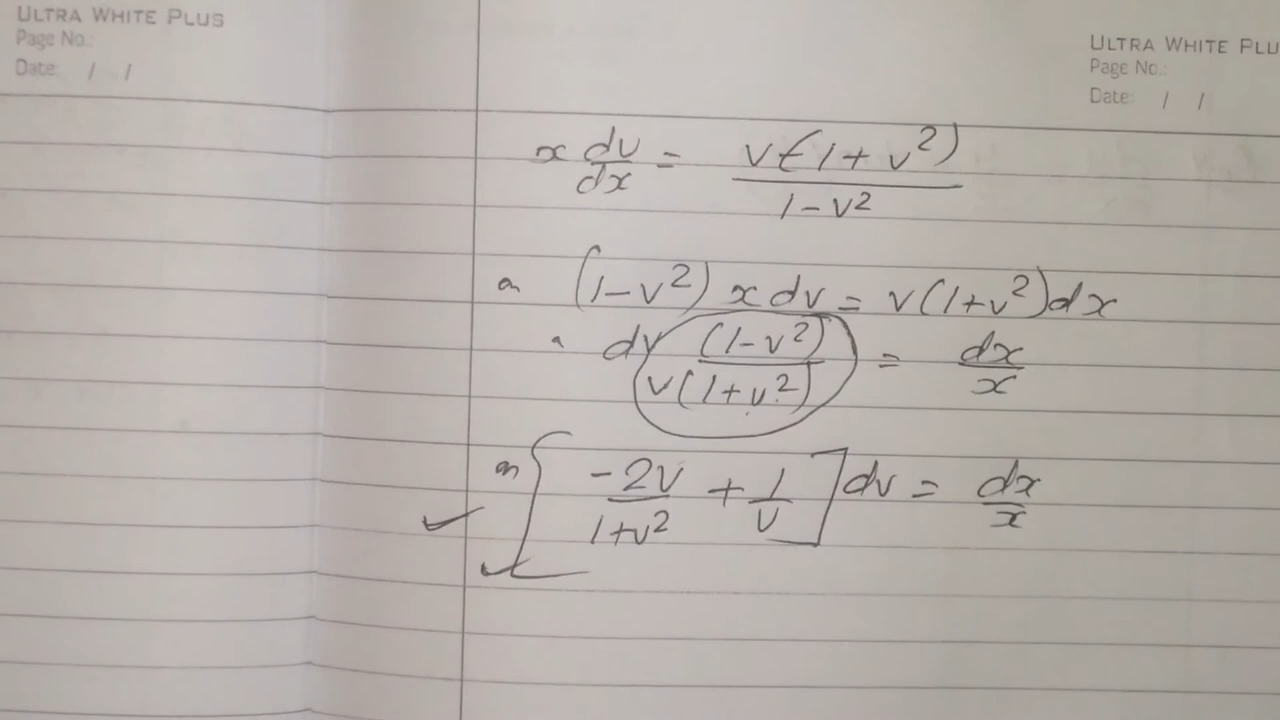 ULTRA WHITE PLUS
Page No.:
Date: / /
ULTRA WHITE PLU
Page No.:
Date: / /
x dv/dx = v(1+v²)/1-v²
(1-v²) x dv = v(1+v²)dx
dv (1-v²)/v(1+v²) = dx/x
[-2v/1+v² + 1/v] dv = dx/x